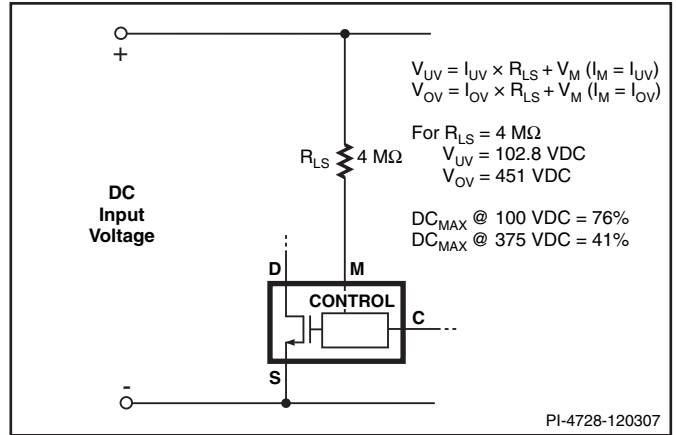 +
V_UV = I_UV × R_LS + V_M (I_M = I_UV)
V_OV = I_OV × R_LS + V_M (I_M = I_OV)
For R_LS = 4 MΩ
V_UV = 102.8 VDC
V_OV = 451 VDC
R_LS 4 MΩ
DC
Input
Voltage
DC_MAX @ 100 VDC = 76%
DC_MAX @ 375 VDC = 41%
D M
CONTROL
C
S
-
PI-4728-120307